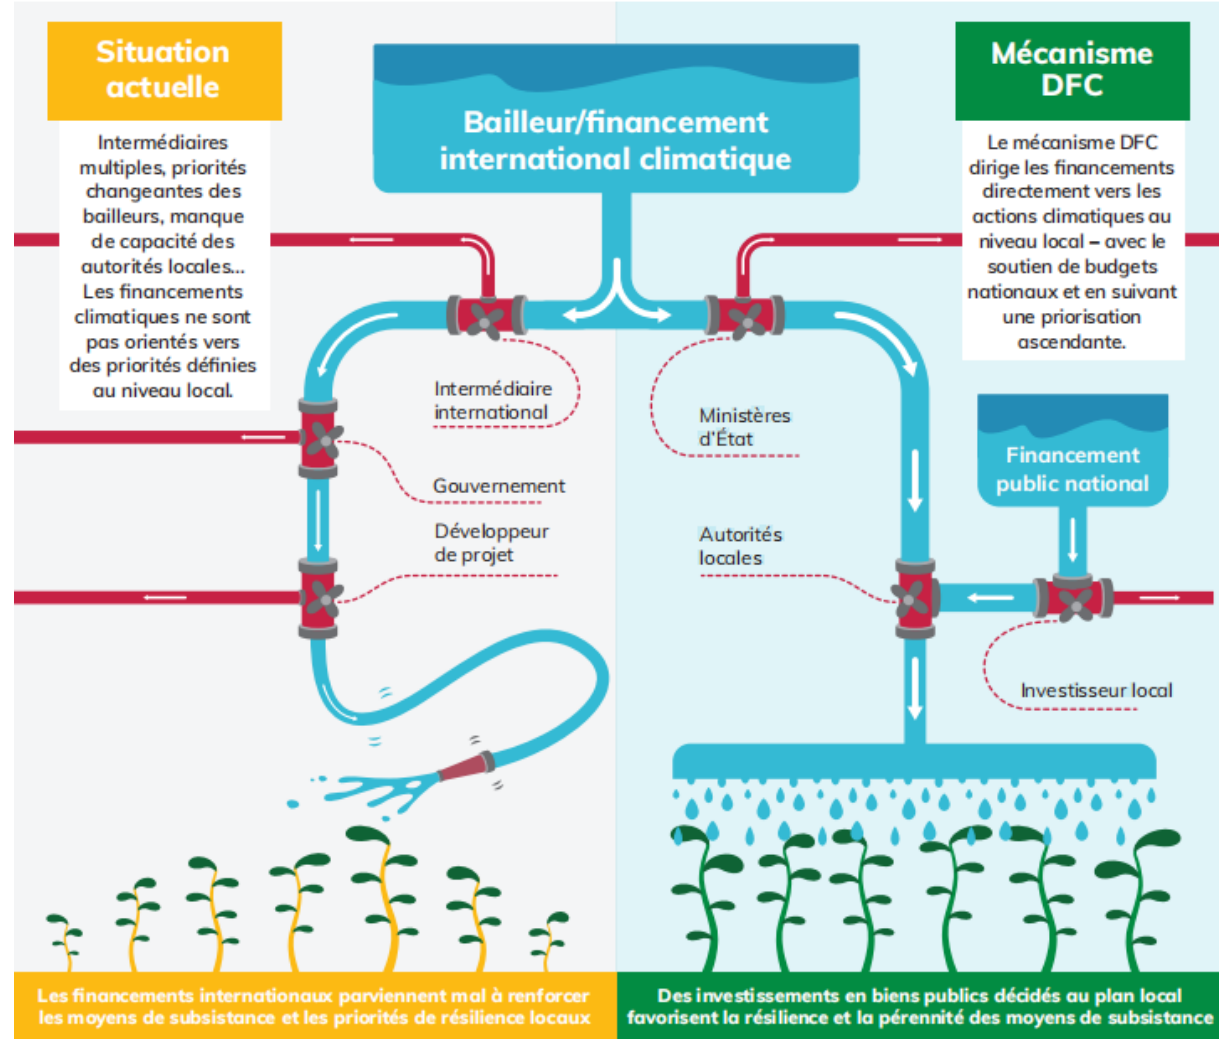 Situation
actuelle
Intermédiaires
multiples, priorités
changeantes des
bailleurs, manque
de capacité des
autorités locales...
Les financements
climatiques ne sont
pas orientés vers
des priorités définies
au niveau local.
Bailleur/financement
international climatique
Mécanisme
DFC
Le mécanisme DFC
dirige les financements
directement vers les
actions climatiques au
niveau local – avec le
soutien de budgets
nationaux et en suivant
une priorisation
ascendante.
Intermédiaire
international
Gouvernement
Développeur
de projet
Ministères
d'État
Autorités
locales
Financement
public national
Investisseur local
Les financements internationaux parviennent mal à renforcer
les moyens de subsistance et les priorités de résilience locaux
Des investissements en biens publics décidés au plan local
favorisent la résilience et la pérennité des moyens de subsistance